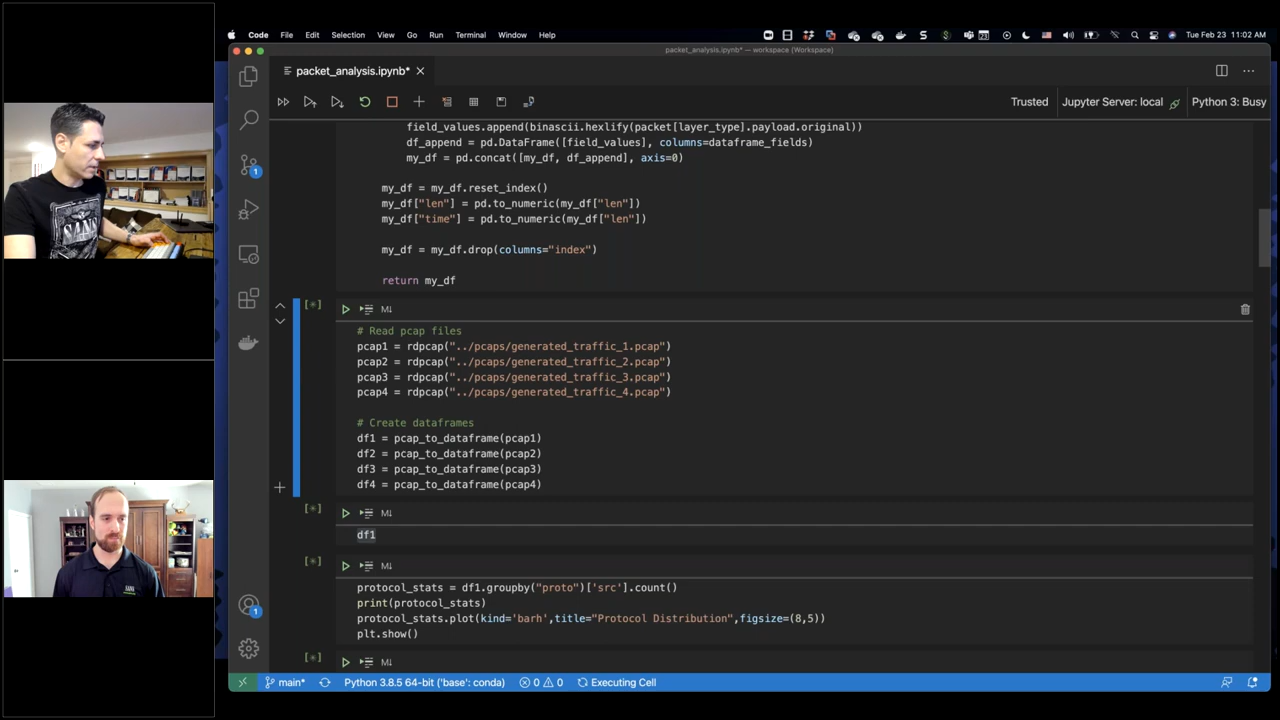 Code File Edit Selection View Go Run Terminal Window Help Tue Feb 23 11:02 AM
packet_analysis.ipynb* — workspace (Workspace)
packet_analysis.ipynb*
Trusted Jupyter Server: local Python 3: Busy
field_values.append(binascii.hexlify(packet[layer_type].payload.original))
df_append = pd.DataFrame([field_values], columns=dataframe_fields)
my_df = pd.concat([my_df, df_append], axis=0)
my_df = my_df.reset_index()
my_df["len"] = pd.to_numeric(my_df["len"])
my_df["time"] = pd.to_numeric(my_df["len"])
my_df = my_df.drop(columns="index")
return my_df
[*] M↓
# Read pcap files
pcap1 = rdpcap("../pcaps/generated_traffic_1.pcap")
pcap2 = rdpcap("../pcaps/generated_traffic_2.pcap")
pcap3 = rdpcap("../pcaps/generated_traffic_3.pcap")
pcap4 = rdpcap("../pcaps/generated_traffic_4.pcap")
# Create dataframes
df1 = pcap_to_dataframe(pcap1)
df2 = pcap_to_dataframe(pcap2)
df3 = pcap_to_dataframe(pcap3)
df4 = pcap_to_dataframe(pcap4)
[*] M↓
df1
[*] M↓
protocol_stats = df1.groupby("proto")['src'].count()
print(protocol_stats)
protocol_stats.plot(kind='barh',title="Protocol Distribution",figsize=(8,5))
plt.show()
[*] M↓
main* Python 3.8.5 64-bit ('base': conda) 0 0 Executing Cell
1
1
SANS